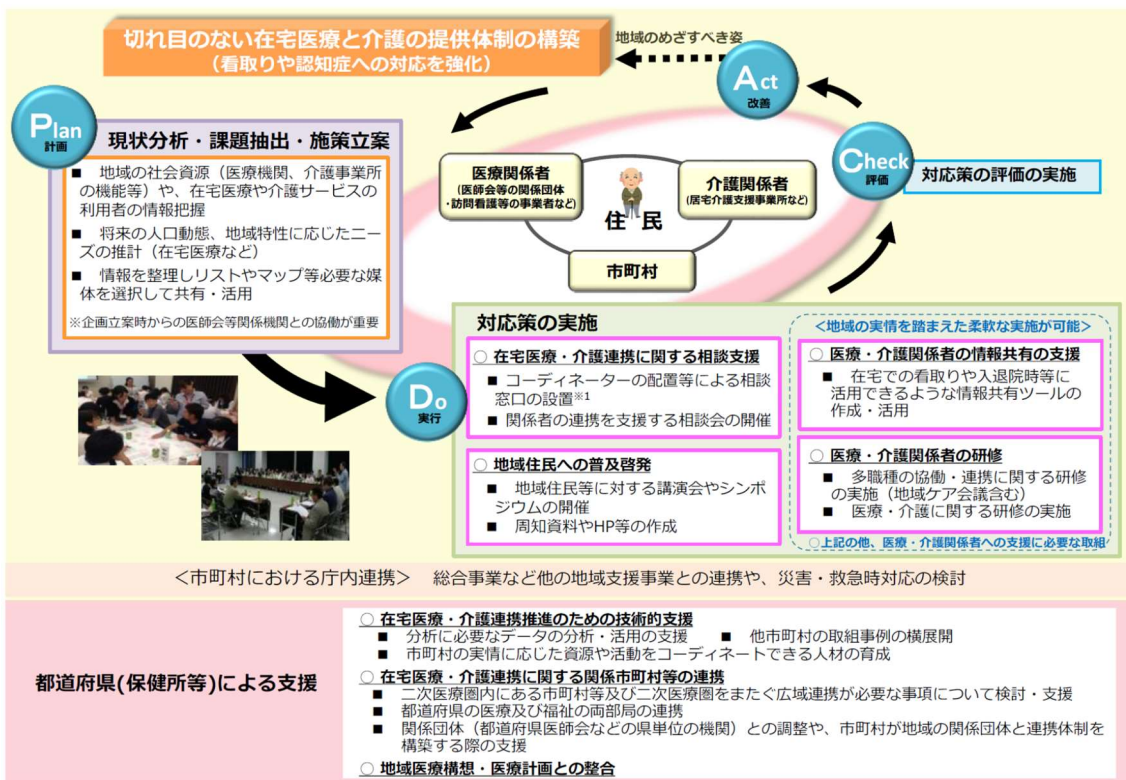 切れ目のない在宅医療と介護の提供体制の構築
（看取りや認知症への対応を強化）
地域のめざすべき姿
Act
改善
Plan
計画
現状分析・課題抽出・施策立案
■ 地域の社会資源（医療機関、介護事業所
の機能等）や、在宅医療や介護サービスの
利用者の情報把握
■ 将来の人口動態、地域特性に応じたニー
ズの推計（在宅医療など）
■ 情報を整理しリストやマップ等必要な媒
体を選択して共有・活用
※企画立案時からの医師会等関係機関との協働が重要
医療関係者
（医師会等の関係団体
・訪問看護等の事業者など）
介護関係者
（居宅介護支援事業所など）
住民
市町村
Check
評価
対応策の評価の実施
Do
実行
対応策の実施
○ 在宅医療・介護連携に関する相談支援
■ コーディネーターの配置等による相談
窓口の設置※1
■ 関係者の連携を支援する相談会の開催
○ 地域住民への普及啓発
■ 地域住民等に対する講演会やシンポ
ジウムの開催
■ 周知資料やHP等の作成
＜地域の実情を踏まえた柔軟な実施が可能＞
○ 医療・介護関係者の情報共有の支援
■ 在宅での看取りや入退院時等に
活用できるような情報共有ツールの
作成・活用
○ 医療・介護関係者の研修
■ 多職種の協働・連携に関する研修
の実施（地域ケア会議含む）
■ 医療・介護に関する研修の実施
○上記の他、医療・介護関係者への支援に必要な取組
＜市町村における庁内連携＞ 総合事業など他の地域支援事業との連携や、災害・救急時対応の検討
都道府県(保健所等)による支援
○ 在宅医療・介護連携推進のための技術的支援
■ 分析に必要なデータの分析・活用の支援 ■ 他市町村の取組事例の横展開
■ 市町村の実情に応じた資源や活動をコーディネートできる人材の育成
○ 在宅医療・介護連携に関する関係市町村等の連携
■ 二次医療圏内にある市町村等及び二次医療圏をまたぐ広域連携が必要な事項について検討・支援
■ 都道府県の医療及び福祉の両部局の連携
■ 関係団体（都道府県医師会などの県単位の機関）との調整や、市町村が地域の関係団体と連携体制を
構築する際の支援
○ 地域医療構想・医療計画との整合